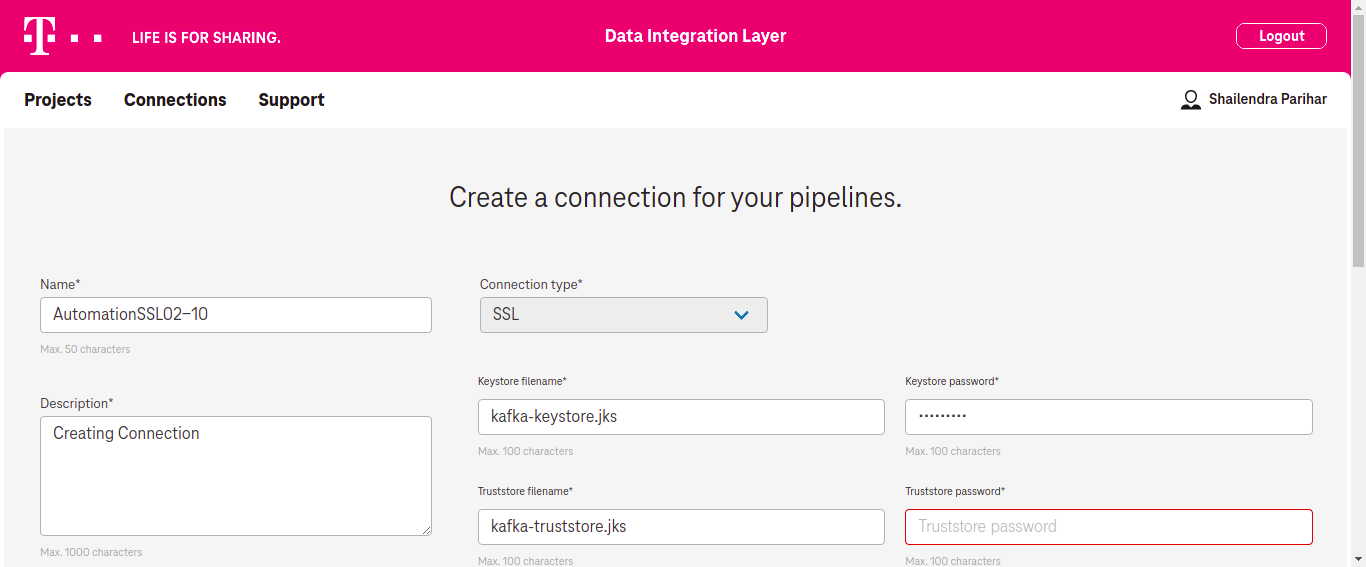 T
LIFE IS FOR SHARING.
Data Integration Layer
Logout
Projects
Connections
Support
Shailendra Parihar
Create a connection for your pipelines.
Name*
AutomationSSL02-10
Max. 50 characters
Connection type*
SSL
Description*
Creating Connection
Max. 1000 characters
Keystore filename*
kafka-keystore.jks
Max. 100 characters
Keystore password*
•••••••••
Max. 100 characters
Truststore filename*
kafka-truststore.jks
Max. 100 characters
Truststore password*
Truststore password
Max. 100 characters